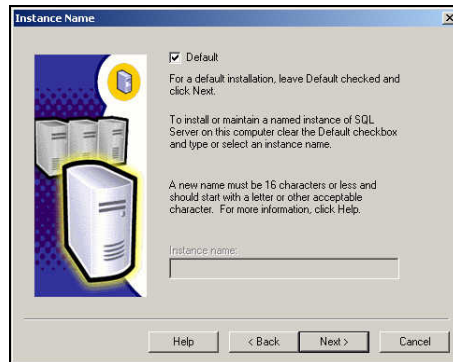 Instance Name
Default
For a default installation, leave Default checked and
click Next.
To install or maintain a named instance of SQL
Server on this computer clear the Default checkbox
and type or select an instance name.
A new name must be 16 characters or less and
should start with a letter or other acceptable
character. For more information, click Help.
Instance name:
Help
< Back
Next >
Cancel